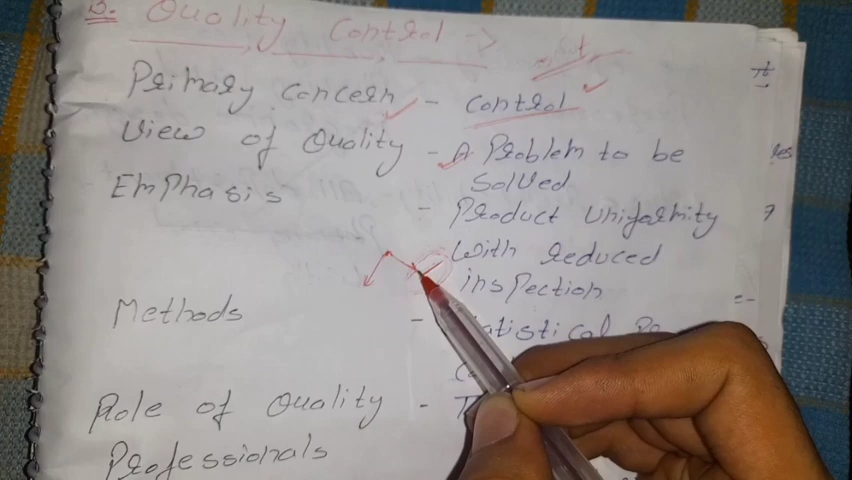 B. Quality Control →
Primary Concern - Control
View of Quality - A Problem to be
Solved
Emphasis - Product Uniformity
With reduced
inspection
Methods -
Role of Quality -
Professionals